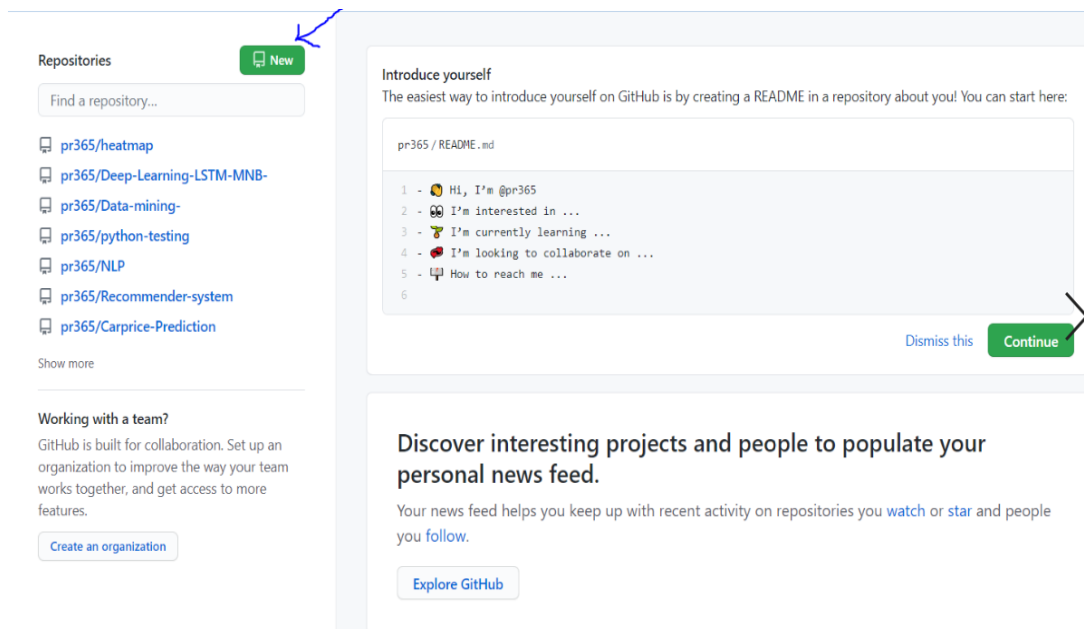 Repositories
New
Find a repository...
pr365/heatmap
pr365/Deep-Learning-LSTM-MNB-
pr365/Data-mining-
pr365/python-testing
pr365/NLP
pr365/Recommender-system
pr365/Carprice-Prediction
Show more
Working with a team?
GitHub is built for collaboration. Set up an
organization to improve the way your team
works together, and get access to more
features.
Create an organization
Introduce yourself
The easiest way to introduce yourself on GitHub is by creating a README in a repository about you! You can start here:
pr365 / README.md
1 - 👋 Hi, I’m @pr365
2 - 👀 I’m interested in ...
3 - 🌱 I’m currently learning ...
4 - 💞️ I’m looking to collaborate on ...
5 - 📫 How to reach me ...
6
Dismiss this
Continue
Discover interesting projects and people to populate your
personal news feed.
Your news feed helps you keep up with recent activity on repositories you watch or star and people
you follow.
Explore GitHub